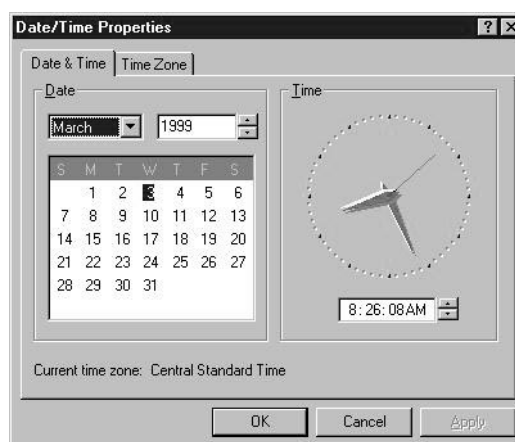 Date/Time Properties
Date & Time
Time Zone
Date
March
1999
S M T W T F S
1 2 3 4 5 6
7 8 9 10 11 12 13
14 15 16 17 18 19 20
21 22 23 24 25 26 27
28 29 30 31
Time
8:26:08 AM
Current time zone: Central Standard Time
OK
Cancel
Apply